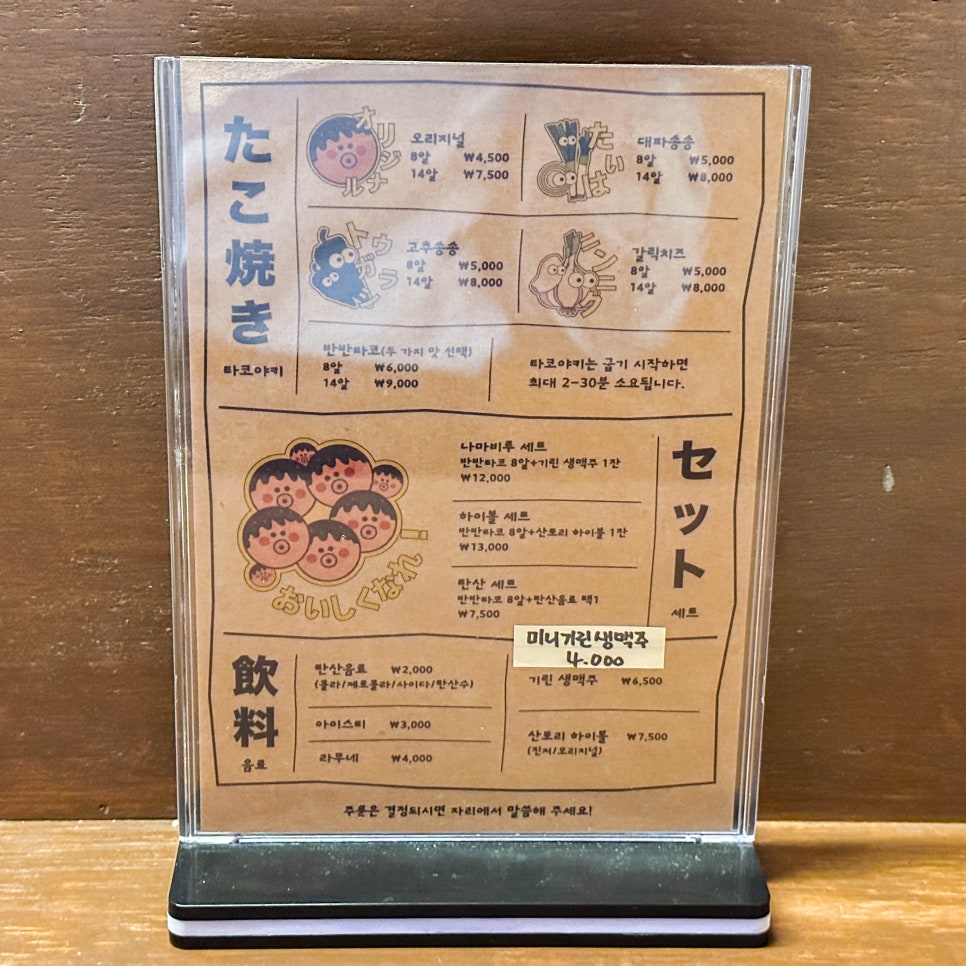 たこ焼き
타코야키
オリジナル
오리지널
8알 ₩4,500
14알 ₩7,500
たいは
대파송송
8알 ₩5,000
14알 ₩8,000
トウガラシ
고추송송
8알 ₩5,000
14알 ₩8,000
ニンニク
갈릭치즈
8알 ₩5,000
14알 ₩8,000
반반타코(두 가지 맛 선택)
8알 ₩6,000
14알 ₩9,000
타코야키는 굽기 시작하면
최대 2-30분 소요됩니다.
おいしくなれ!
나마비루 세트
반반타코 8알+기린 생맥주 1잔
₩12,000
하이볼 세트
반반타코 8알+산토리 하이볼 1잔
₩13,000
탄산 세트
반반타코 8알+탄산음료 택1
₩7,500
セット
세트
飲料
음료
탄산음료 ₩2,000
(콜라/제로콜라/사이다/탄산수)
아이스티 ₩3,000
라무네 ₩4,000
미니기린생맥주
4.000
기린 생맥주 ₩6,500
산토리 하이볼 ₩7,500
(진저/오리지널)
주문은 결정되시면 자리에서 말씀해 주세요!